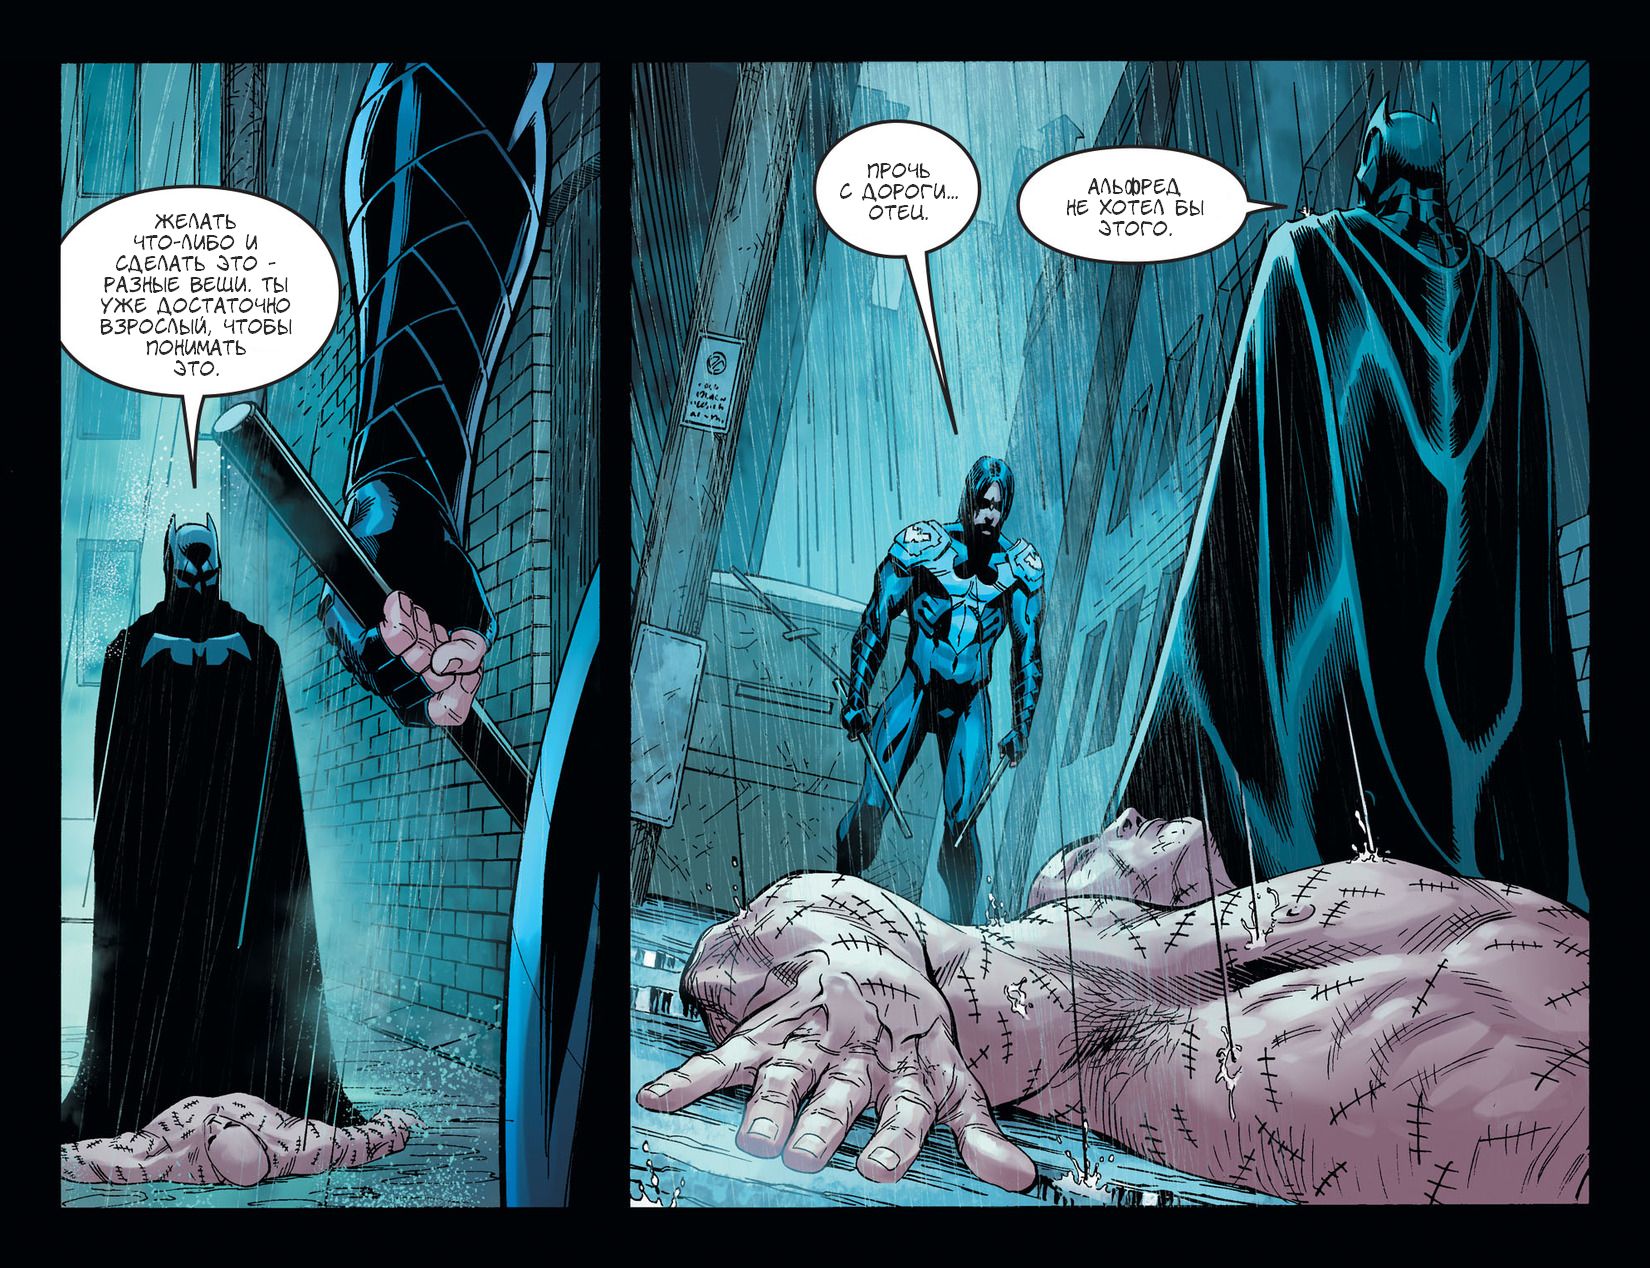 ЖЕЛАТЬ
ЧТО-ЛИБО И
СДЕЛАТЬ ЭТО -
РАЗНЫЕ ВЕЩИ. ТЫ
УЖЕ ДОСТАТОЧНО
ВЗРОСЛЫЙ, ЧТОБЫ
ПОНИМАТЬ
ЭТО.
ПРОЧЬ
С ДОРОГИ...
ОТЕЦ.
АЛЬФРЕД
НЕ ХОТЕЛ БЫ
ЭТОГО.